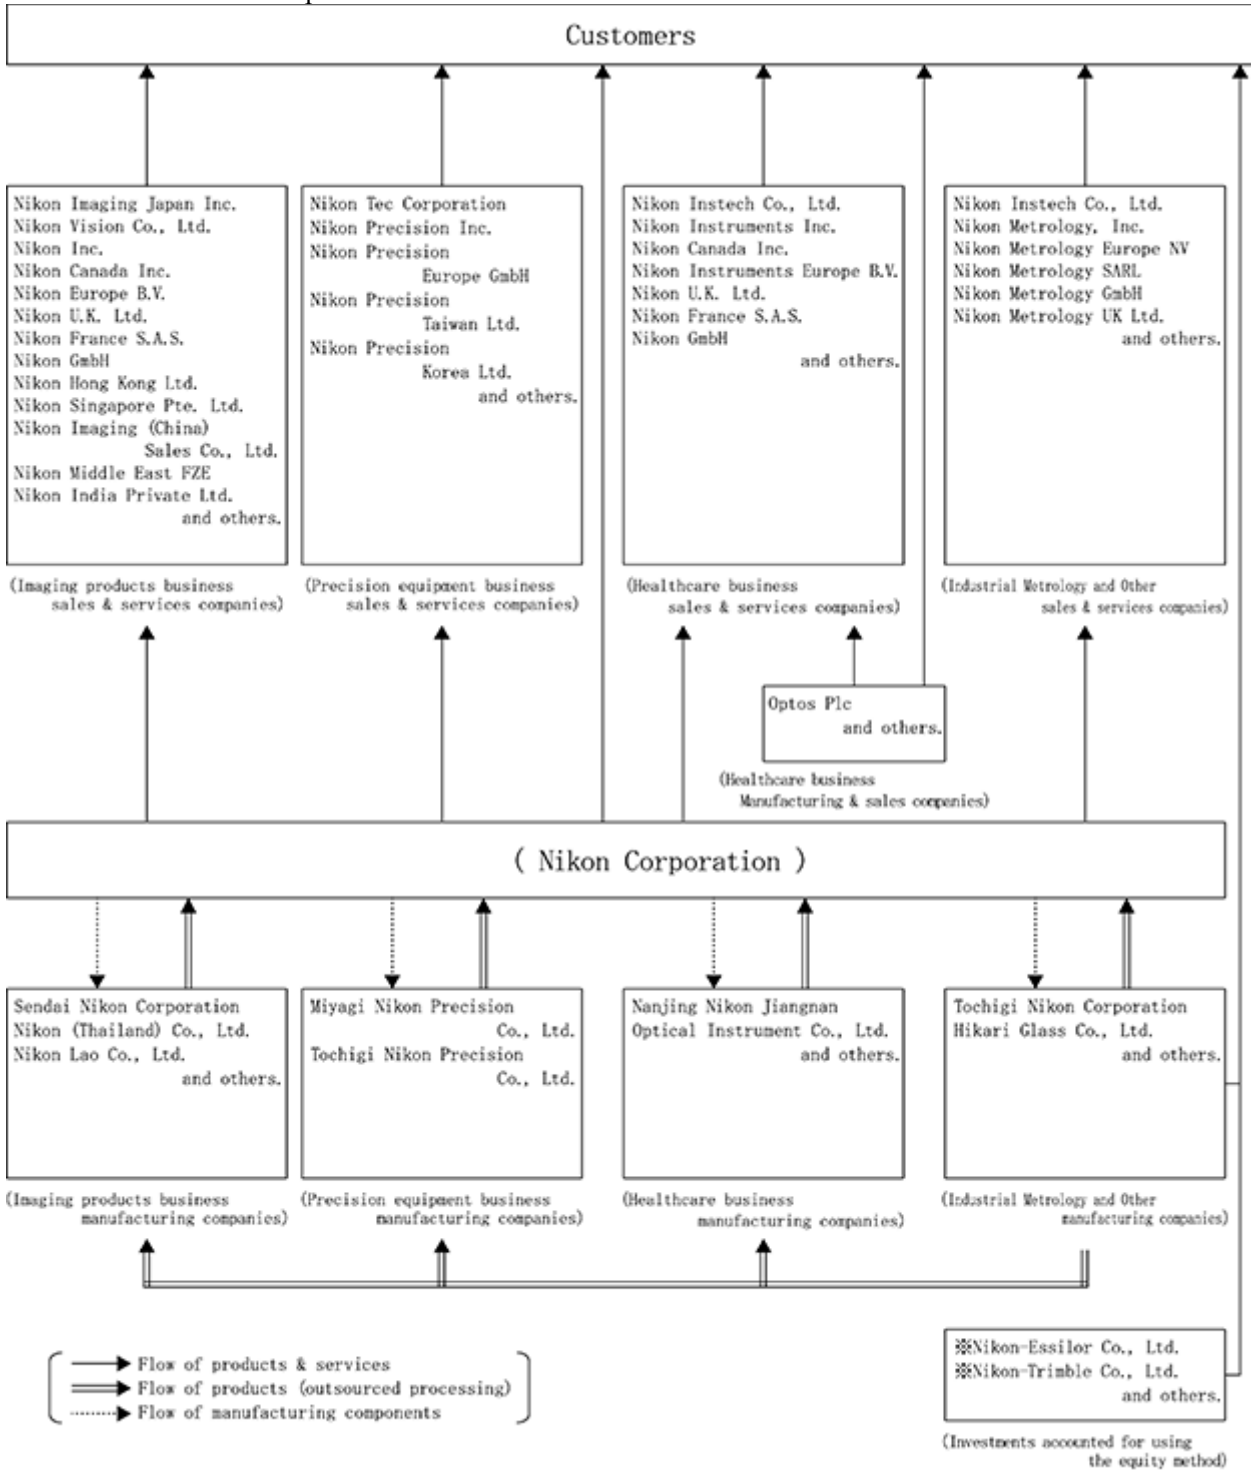 Customers
Nikon Imaging Japan Inc.
Nikon Vision Co., Ltd.
Nikon Inc.
Nikon Canada Inc.
Nikon Europe B.V.
Nikon U.K. Ltd.
Nikon France S.A.S.
Nikon GmbH
Nikon Hong Kong Ltd.
Nikon Singapore Pte. Ltd.
Nikon Imaging (China)
Sales Co., Ltd.
Nikon Middle East FZE
Nikon India Private Ltd.
and others.
(Imaging products business
sales & services companies)
Nikon Tec Corporation
Nikon Precision Inc.
Nikon Precision
Europe GmbH
Nikon Precision
Taiwan Ltd.
Nikon Precision
Korea Ltd.
and others.
(Precision equipment business
sales & services companies)
Nikon Instech Co., Ltd.
Nikon Instruments Inc.
Nikon Canada Inc.
Nikon Instruments Europe B.V.
Nikon U.K. Ltd.
Nikon France S.A.S.
Nikon GmbH
and others.
(Healthcare business
sales & services companies)
Nikon Instech Co., Ltd.
Nikon Metrology, Inc.
Nikon Metrology Europe NV
Nikon Metrology SARL
Nikon Metrology GmbH
Nikon Metrology UK Ltd.
and others.
(Industrial Metrology and Other
sales & services companies)
Optos Plc
and others.
(Healthcare business
Manufacturing & sales companies)
( Nikon Corporation )
Sendai Nikon Corporation
Nikon (Thailand) Co., Ltd.
Nikon Lao Co., Ltd.
and others.
(Imaging products business
manufacturing companies)
Miyagi Nikon Precision
Co., Ltd.
Tochigi Nikon Precision
Co., Ltd.
(Precision equipment business
manufacturing companies)
Nanjing Nikon Jiangnan
Optical Instrument Co., Ltd.
and others.
(Healthcare business
manufacturing companies)
Tochigi Nikon Corporation
Hikari Glass Co., Ltd.
and others.
(Industrial Metrology and Other
manufacturing companies)
Flow of products & services
Flow of products (outsourced processing)
Flow of manufacturing components
※Nikon-Essilor Co., Ltd.
※Nikon-Trimble Co., Ltd.
and others.
(Investments accounted for using
the equity method)